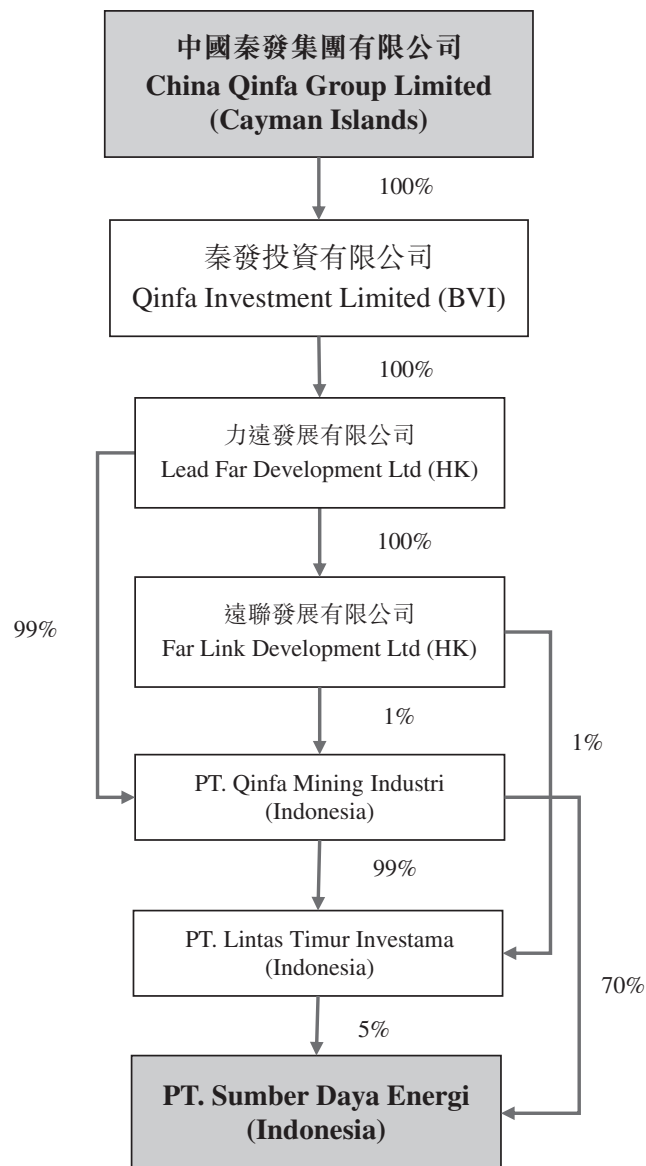 中國秦發集團有限公司
China Qinfa Group Limited
(Cayman Islands)
100%
秦發投資有限公司
Qinfa Investment Limited (BVI)
100%
力遠發展有限公司
Lead Far Development Ltd (HK)
100%
99%
遠聯發展有限公司
Far Link Development Ltd (HK)
1%
1%
PT. Qinfa Mining Industri
(Indonesia)
99%
PT. Lintas Timur Investama
(Indonesia)
70%
5%
PT. Sumber Daya Energi
(Indonesia)